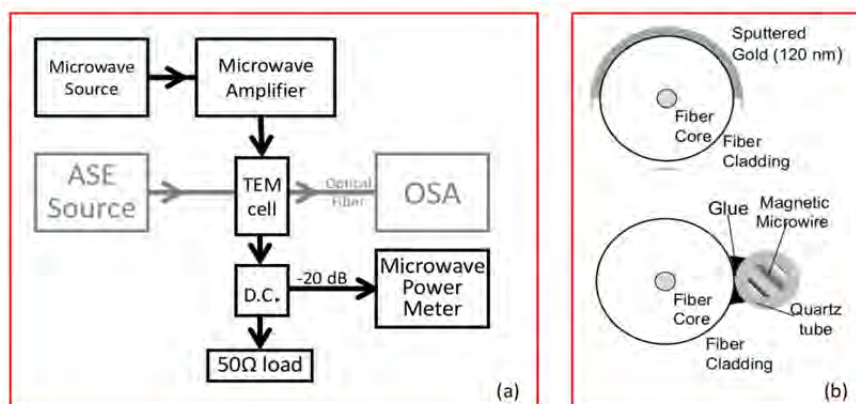 Microwave
Source
Microwave
Amplifier
ASE
Source
TEM
cell
Optical
Fiber
OSA
D.C.
-20 dB
Microwave
Power
Meter
50Ω load
(a)
Sputtered
Gold (120 nm)
Fiber
Core
Fiber
Cladding
Glue
Magnetic
Microwire
Fiber
Core
Quartz
tube
Fiber
Cladding
(b)